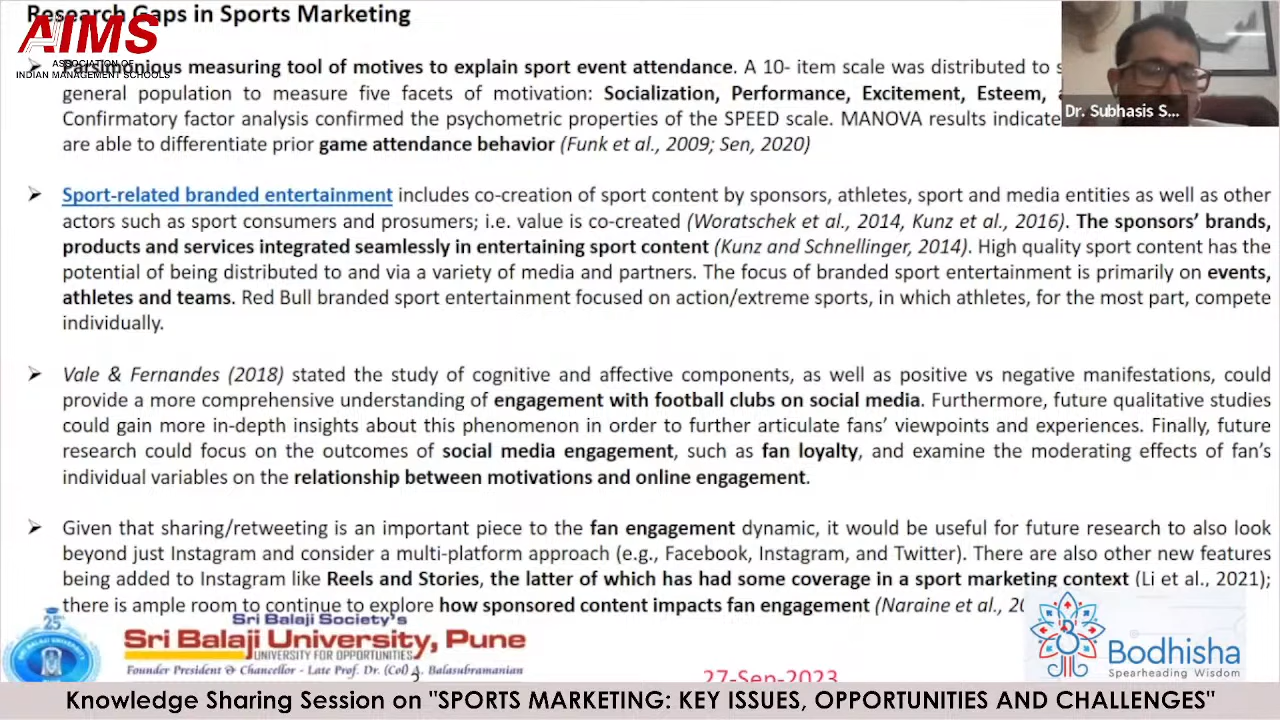 Research Gaps in Sports Marketing
AIMS
ASSOCIATION OF
INDIAN MANAGEMENT SCHOOLS
measuring tool of motives to explain sport event attendance. A 10- item scale was distributed to
general population to measure five facets of motivation: Socialization, Performance, Excitement, Esteem,
Confirmatory factor analysis confirmed the psychometric properties of the SPEED scale. MANOVA results
are able to differentiate prior game attendance behavior (Funk et al., 2009; Sen, 2020)
Dr. Subhasis S...
➢ Sport-related branded entertainment includes co-creation of sport content by sponsors, athletes, sport and media entities as well as other
actors such as sport consumers and prosumers; i.e. value is co-created (Woratschek et al., 2014, Kunz et al., 2016). The sponsors’ brands,
products and services integrated seamlessly in entertaining sport content (Kunz and Schnellinger, 2014). High quality sport content has the
potential of being distributed to and via a variety of media and partners. The focus of branded sport entertainment is primarily on events,
athletes and teams. Red Bull branded sport entertainment focused on action/extreme sports, in which athletes, for the most part, compete
individually.
➢ Vale & Fernandes (2018) stated the study of cognitive and affective components, as well as positive vs negative manifestations, could
provide a more comprehensive understanding of engagement with football clubs on social media. Furthermore, future qualitative studies
could gain more in-depth insights about this phenomenon in order to further articulate fans’ viewpoints and experiences. Finally, future
research could focus on the outcomes of social media engagement, such as fan loyalty, and examine the moderating effects of fan’s
individual variables on the relationship between motivations and online engagement.
➢ Given that sharing/retweeting is an important piece to the fan engagement dynamic, it would be useful for future research to also look
beyond just Instagram and consider a multi-platform approach (e.g., Facebook, Instagram, and Twitter). There are also other new features
being added to Instagram like Reels and Stories, the latter of which has had some coverage in a sport marketing context (Li et al., 2021);
there is ample room to continue to explore how sponsored content impacts fan engagement (Naraine et al.,
25
Sri Balaji Society's
Sri Balaji University, Pune
UNIVERSITY FOR OPPORTUNITIES
Founder President & Chancellor - Late Prof. Dr. (Col) A. Balasubramanian
27-Sep-2023
Bodhisha
Spearheading Wisdom
Knowledge Sharing Session on "SPORTS MARKETING: KEY ISSUES, OPPORTUNITIES AND CHALLENGES"